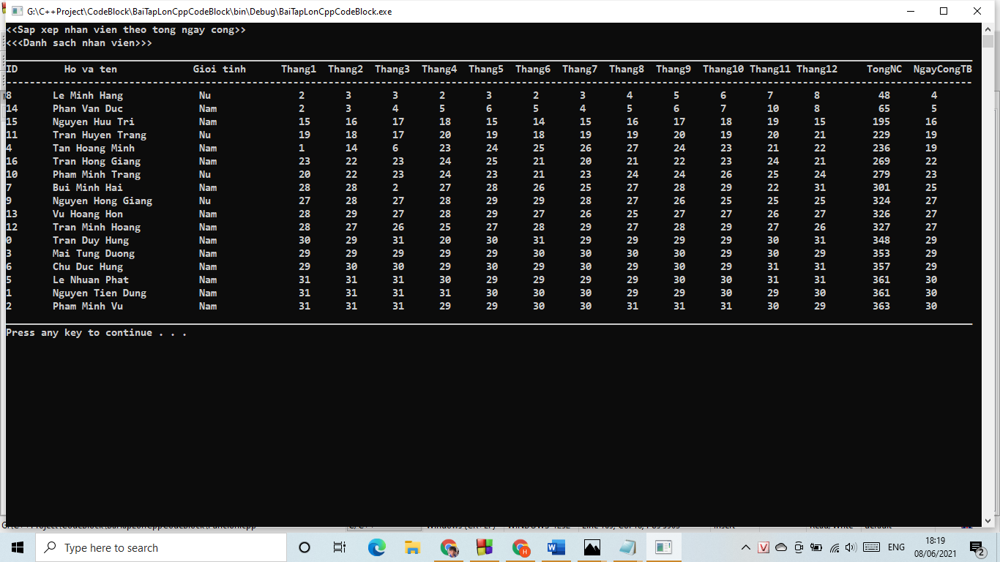 G:\C++Project\CodeBlock\BaiTapLonCppCodeBlock\bin\Debug\BaiTapLonCppCodeBlock.exe
<<Sap xep nhan vien theo tong ngay cong>>
<<<Danh sach nhan vien>>>
ID Ho va ten Gioi tinh Thang1 Thang2 Thang3 Thang4 Thang5 Thang6 Thang7 Thang8 Thang9 Thang10 Thang11 Thang12 TongNC NgayCongTB
8 Le Minh Hang Nu 2 3 3 2 3 2 3 4 5 6 7 8 48 4
14 Phan Van Duc Nam 2 3 4 5 6 5 4 5 6 7 10 8 65 5
15 Nguyen Huu Tri Nam 15 16 17 18 15 14 15 16 17 18 19 15 195 16
11 Tran Huyen Trang Nu 19 18 17 20 19 18 19 19 20 19 20 21 229 19
4 Tan Hoang Minh Nam 1 14 6 23 24 25 26 27 24 23 21 22 236 19
16 Tran Hong Giang Nam 23 22 23 24 25 21 20 21 22 23 24 21 269 22
10 Pham Minh Trang Nu 20 22 23 24 23 21 23 24 24 26 25 24 279 23
7 Bui Minh Hai Nam 28 28 2 27 28 26 25 27 28 29 22 31 301 25
9 Nguyen Hong Giang Nu 27 28 27 28 29 29 28 27 26 25 25 25 324 27
13 Vu Hoang Hon Nam 28 29 27 28 29 27 26 25 27 27 26 27 326 27
12 Tran Minh Hoang Nam 28 27 26 25 27 28 29 27 28 29 27 26 327 27
0 Tran Duy Hung Nam 30 29 31 20 30 31 29 29 29 29 30 31 348 29
3 Mai Tung Duong Nam 29 29 29 29 29 30 30 30 30 29 30 29 353 29
6 Chu Duc Hung Nam 29 30 30 29 30 29 29 30 30 29 31 31 357 29
5 Le Nhuan Phat Nam 31 31 31 30 29 29 29 29 30 30 31 31 361 30
1 Nguyen Tien Dung Nam 31 31 31 31 30 30 30 29 29 30 29 30 361 30
2 Pham Minh Vu Nam 31 31 31 29 29 30 30 31 31 31 30 29 363 30
Press any key to continue . . .
Type here to search
ENG
18:19
08/06/2021
2